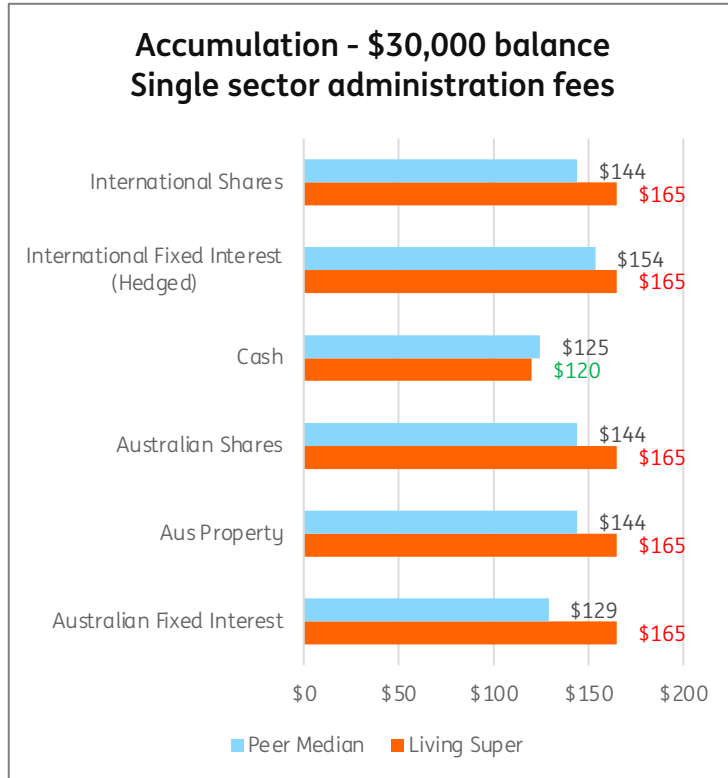 Accumulation - $30,000 balance
Single sector administration fees
International Shares
$144
$165
International Fixed Interest
(Hedged)
$154
$165
Cash
$125
$120
Australian Shares
$144
$165
Aus Property
$144
$165
Australian Fixed Interest
$129
$165
$0 $50 $100 $150 $200
Peer Median Living Super